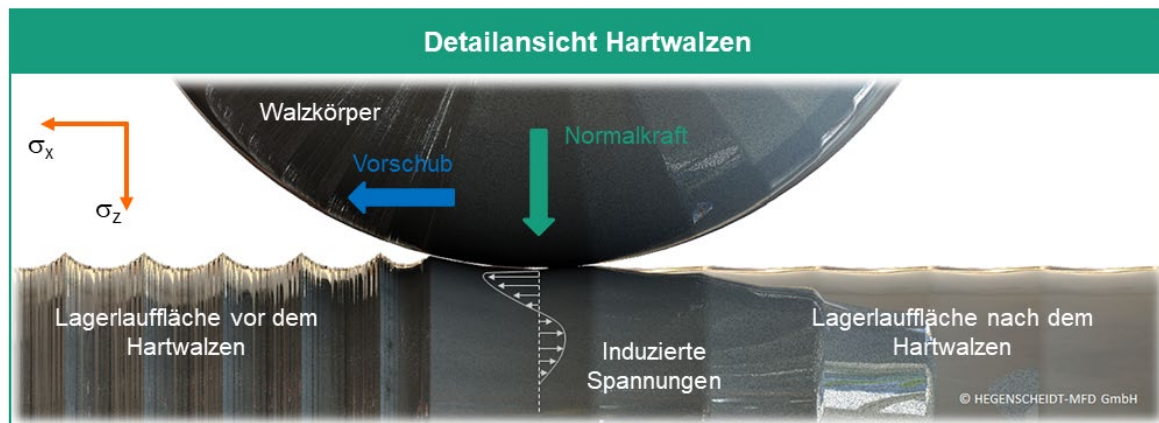 Detailansicht Hartwalzen
Walzkörper
Normalkraft
σx
Vorschub
σz
Lagerlauffläche vor dem
Hartwalzen
Lagerlauffläche nach dem
Hartwalzen
Induzierte
Spannungen
© HEGENSCHEIDT-MFD GmbH